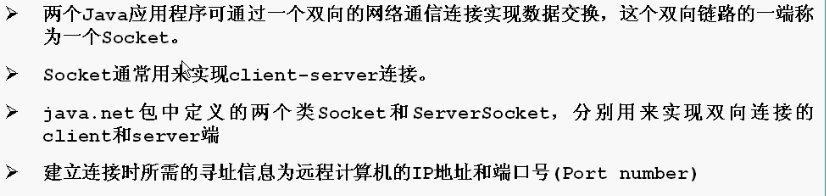 ➢ 两个Java应用程序可通过一个双向的网络通信连接实现数据交换，这个双向链路的一端称
为一个Socket。
➢ Socket通常用来实现client-server连接。
➢ java.net包中定义的两个类Socket和ServerSocket，分别用来实现双向连接的
client和server端
➢ 建立连接时所需的寻址信息为远程计算机的IP地址和端口号(Port number)